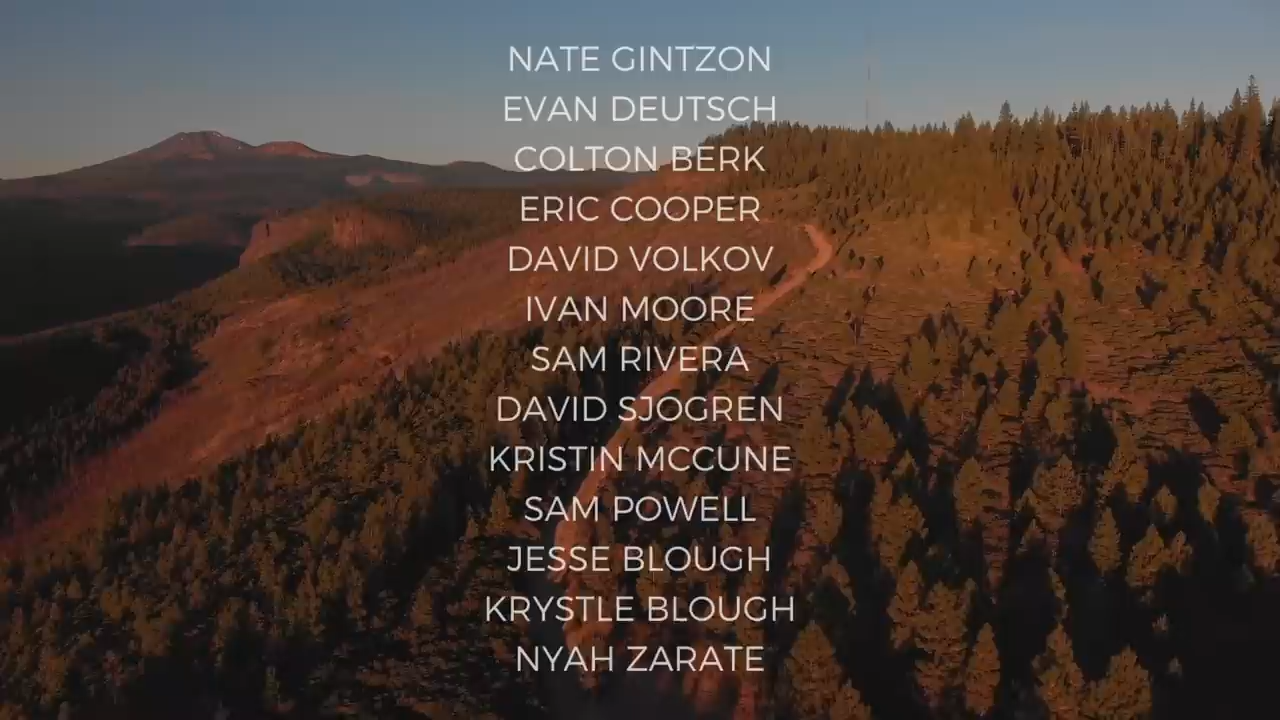 NATE GINTZON
EVAN DEUTSCH
COLTON BERK
ERIC COOPER
DAVID VOLKOV
IVAN MOORE
SAM RIVERA
DAVID SJOGREN
KRISTIN MCCUNE
SAM POWELL
JESSE BLOUGH
KRYSTLE BLOUGH
NYAH ZARATE